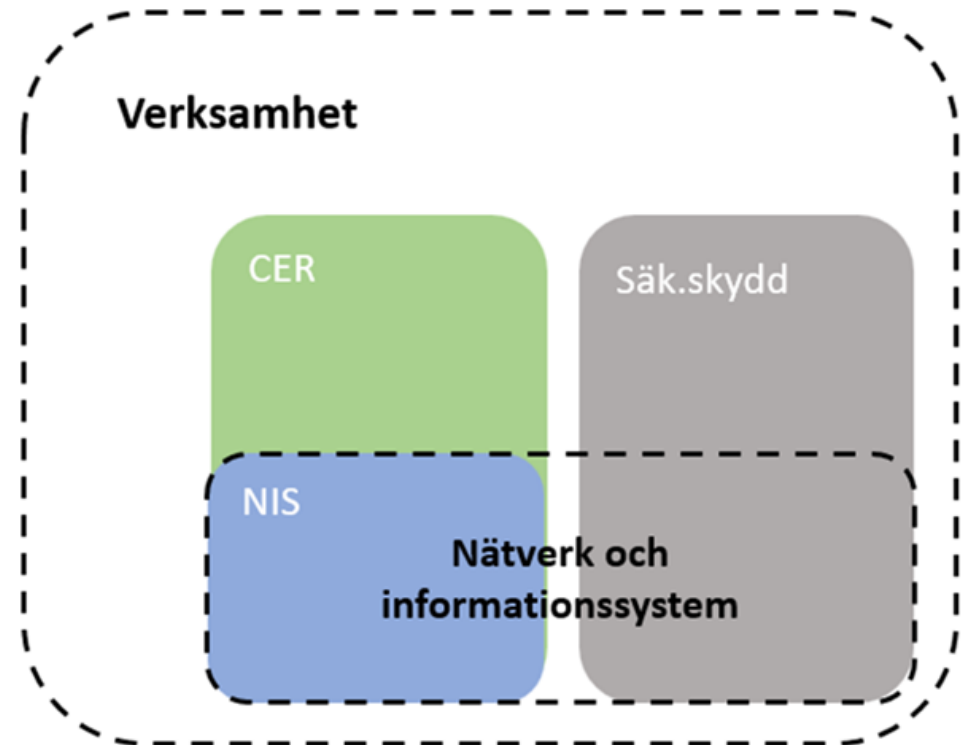 Verksamhet
CER
Säk.skydd
NIS
Nätverk och
informationssystem